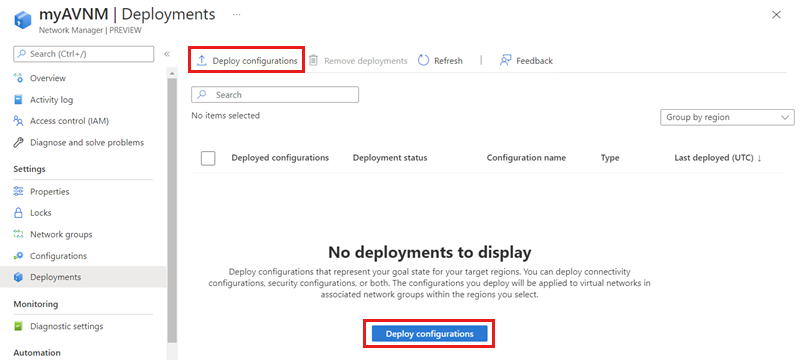 myAVNM | Deployments ...
Network Manager | PREVIEW
Search (Ctrl+/)
Overview
Activity log
Access control (IAM)
Diagnose and solve problems
Settings
Properties
Locks
Network groups
Configurations
Deployments
Monitoring
Diagnostic settings
Automation
Deploy configurations
Remove deployments
Refresh
Feedback
Search
No items selected
Group by region
Deployed configurations Deployment status Configuration name Type Last deployed (UTC) ↓
No deployments to display
Deploy configurations that represent your goal state for your target regions. You can deploy connectivity
configurations, security configurations, or both. The configurations you deploy will be applied to virtual networks in
associated network groups within the regions you select.
Deploy configurations